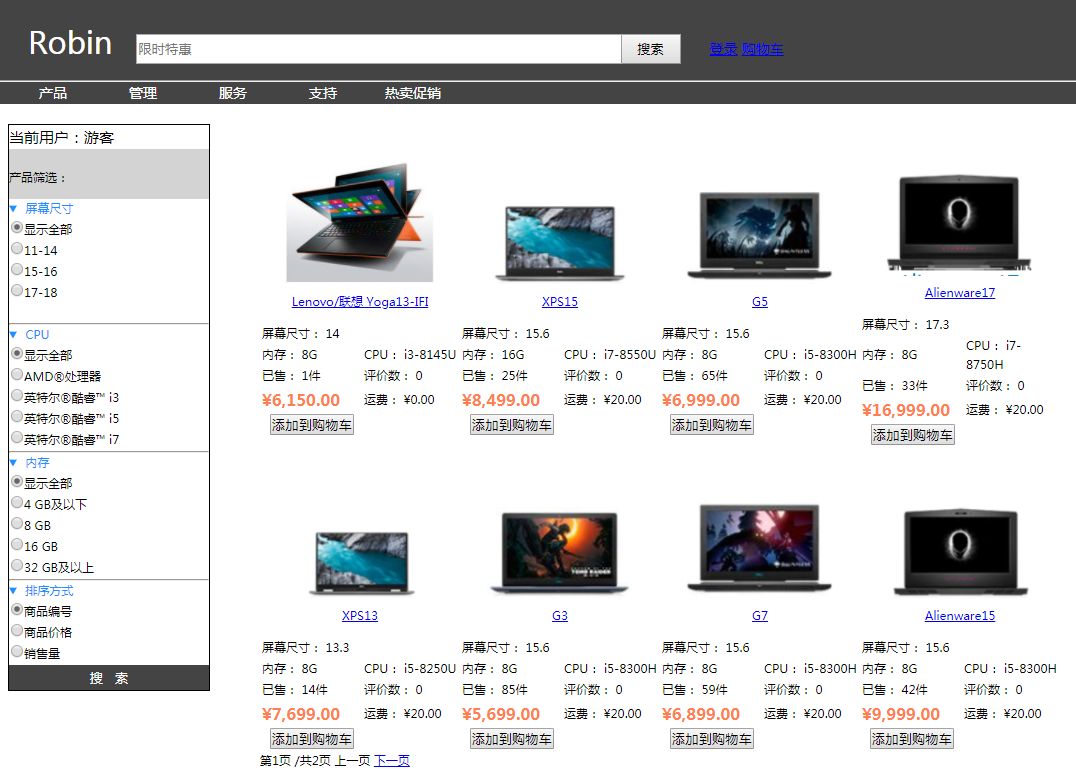 Robin
限时特惠 搜索 登录 购物车
产品 管理 服务 支持 热卖促销
当前用户：游客
产品筛选：
屏幕尺寸
显示全部
11-14
15-16
17-18
CPU
显示全部
AMD®处理器
英特尔®酷睿™ i3
英特尔®酷睿™ i5
英特尔®酷睿™ i7
内存
显示全部
4 GB及以下
8 GB
16 GB
32 GB及以上
排序方式
商品编号
商品价格
销售量
搜 索
Lenovo/联想 Yoga13-IFI
屏幕尺寸： 14
内存： 8G CPU： i3-8145U
已售： 1件 评价数： 0
¥6,150.00 运费： ¥0.00
添加到购物车
XPS15
屏幕尺寸： 15.6
内存： 16G CPU： i7-8550U
已售： 25件 评价数： 0
¥8,499.00 运费： ¥20.00
添加到购物车
G5
屏幕尺寸： 15.6
内存： 8G CPU： i5-8300H
已售： 65件 评价数： 0
¥6,999.00 运费： ¥20.00
添加到购物车
Alienware17
屏幕尺寸： 17.3
内存： 8G CPU： i7-
8750H
已售： 33件 评价数： 0
¥16,999.00 运费： ¥20.00
添加到购物车
XPS13
屏幕尺寸： 13.3
内存： 8G CPU： i5-8250U
已售： 14件 评价数： 0
¥7,699.00 运费： ¥20.00
添加到购物车
TOMB RAIDER
G3
屏幕尺寸： 15.6
内存： 8G CPU： i5-8300H
已售： 85件 评价数： 0
¥5,699.00 运费： ¥20.00
添加到购物车
G7
屏幕尺寸： 15.6
内存： 8G CPU： i5-8300H
已售： 59件 评价数： 0
¥6,899.00 运费： ¥20.00
添加到购物车
Alienware15
屏幕尺寸： 15.6
内存： 8G CPU： i5-8300H
已售： 42件 评价数： 0
¥9,999.00 运费： ¥20.00
添加到购物车
第1页 /共2页 上一页 下一页